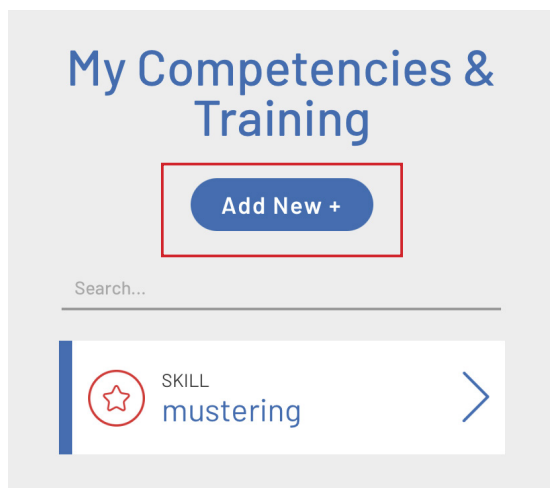 My Competencies &
Training
Add New +
Search...
SKILL
mustering